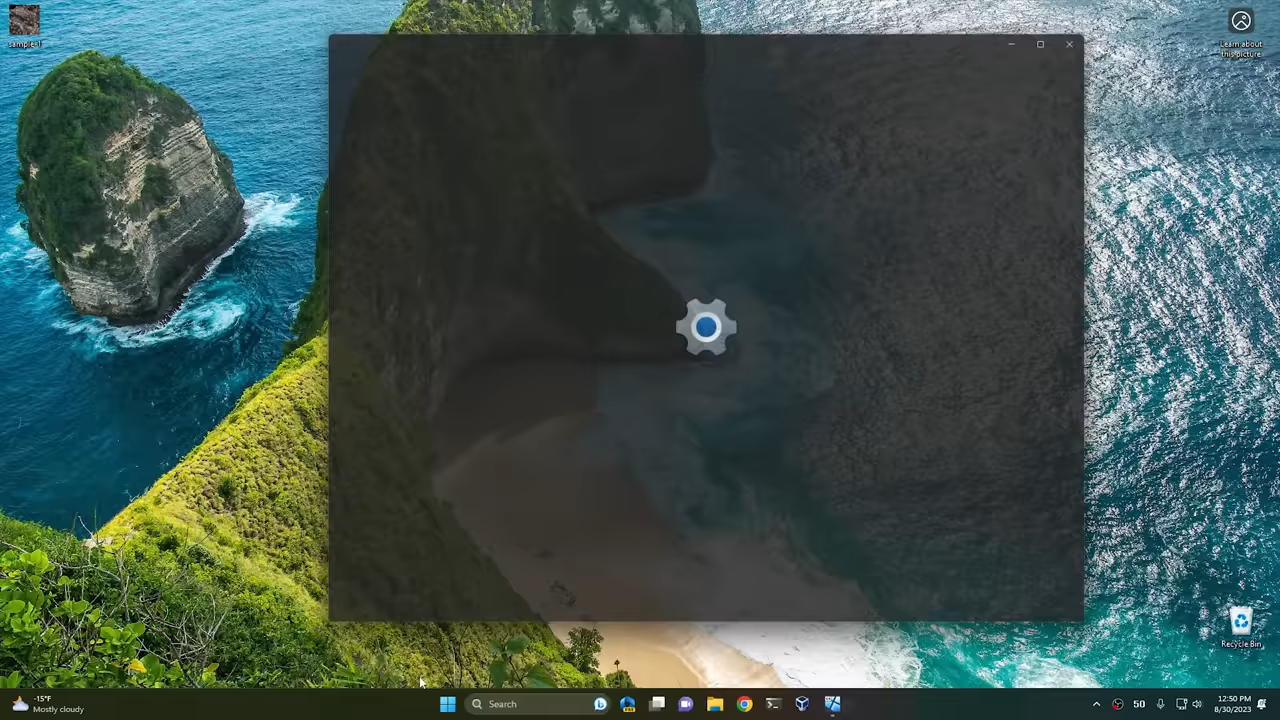 sample-1
Learn about
this picture
Recycle Bin
-15°F
Mostly cloudy
Search
50
12:50 PM
8/30/2023